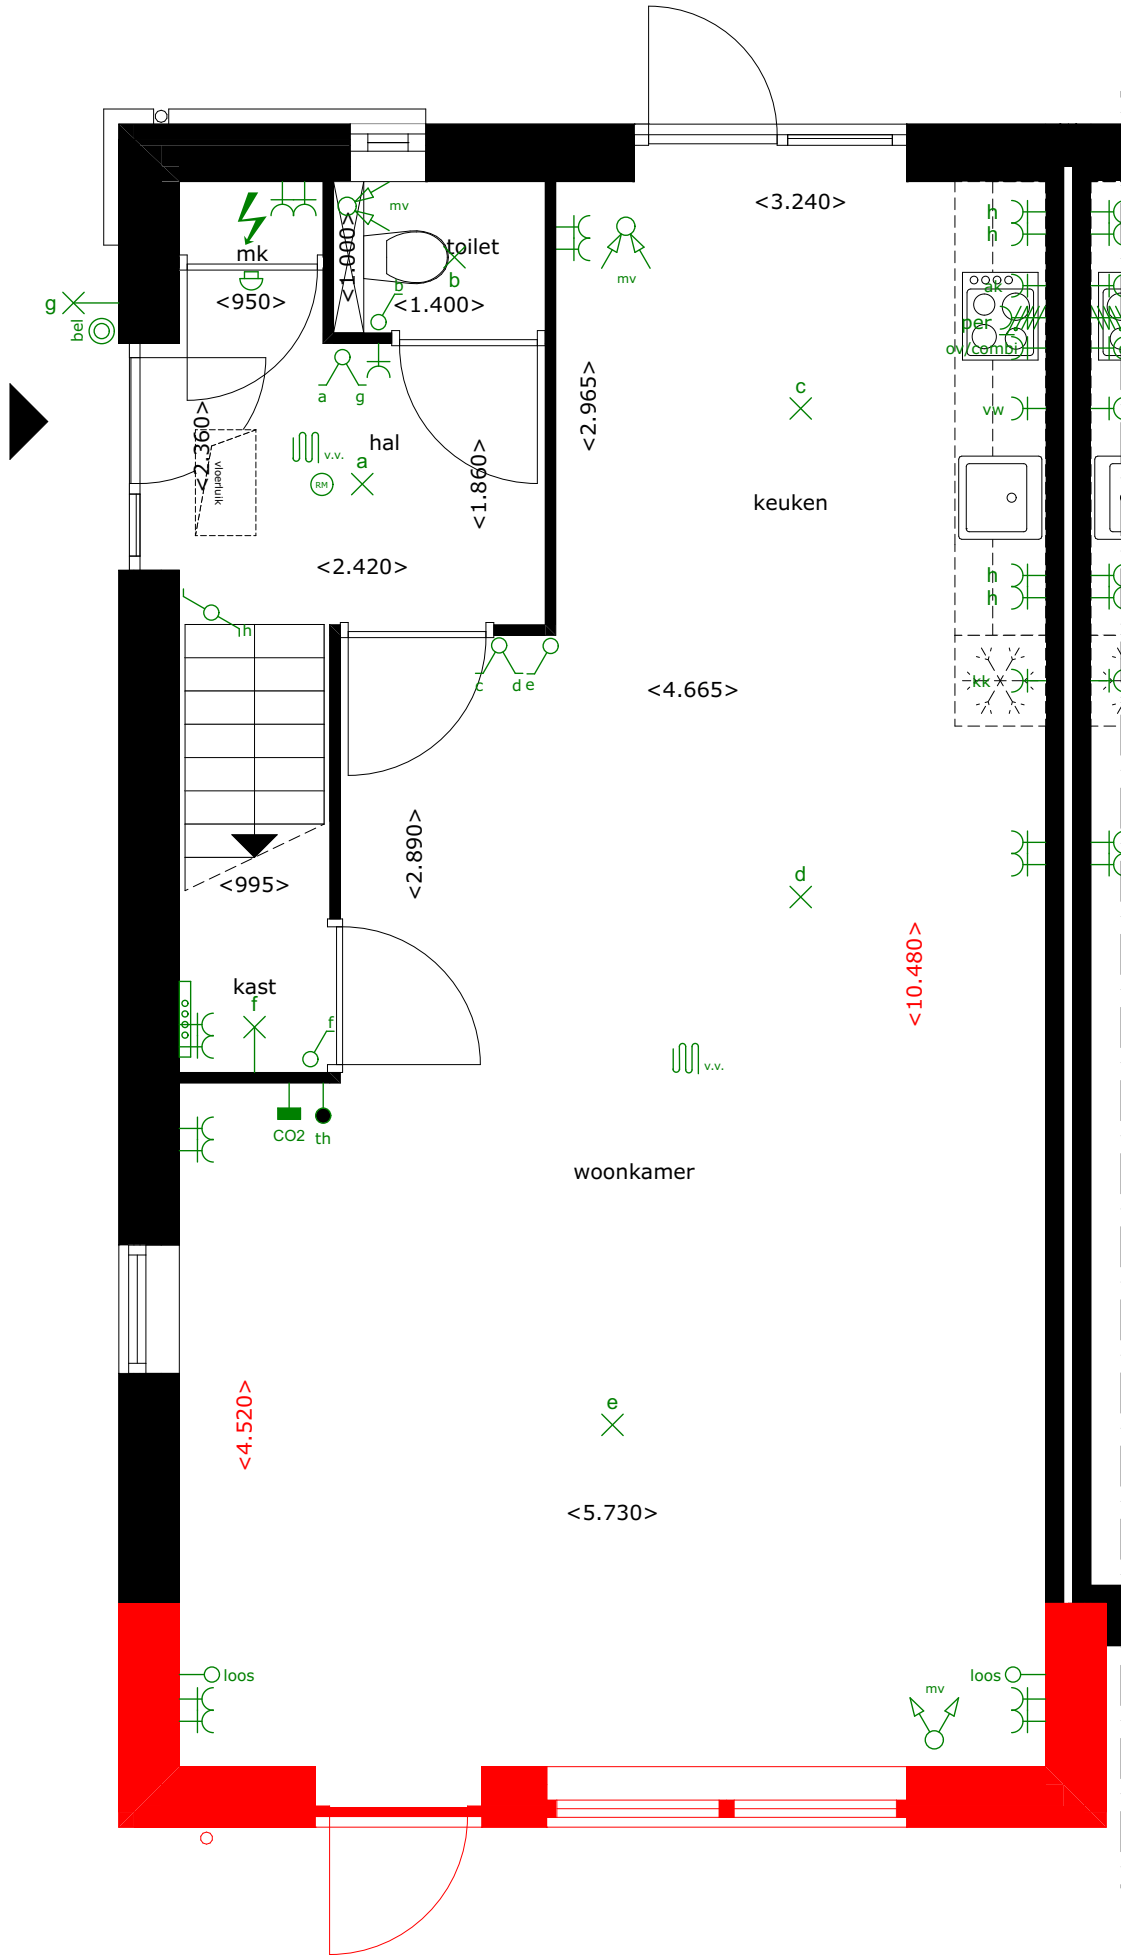 <3.240>
h
h
mv
<1.000>
toilet
mk
b
b
<950>
<1.400>
mv
ak
per
ov/combi
g
bel
a
g
<2.965>
c
vw
<2.360>
hal
v.v.
a
RM
vloerluik
<1.860>
keuken
<2.420>
h
h
h
c
d
e
kk
<4.665>
<2.890>
<995>
d
<10.480>
kast
f
f
v.v.
CO2
th
woonkamer
<4.520>
e
<5.730>
loos
loos
mv